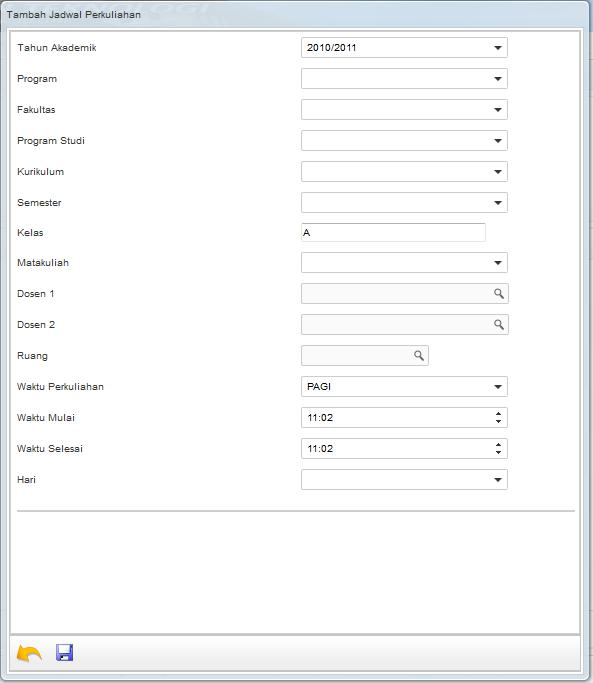 Tambah Jadwal Perkuliahan
Tahun Akademik 2010/2011
Program
Fakultas
Program Studi
Kurikulum
Semester
Kelas A
Matakuliah
Dosen 1
Dosen 2
Ruang
Waktu Perkuliahan PAGI
Waktu Mulai 11:02
Waktu Selesai 11:02
Hari